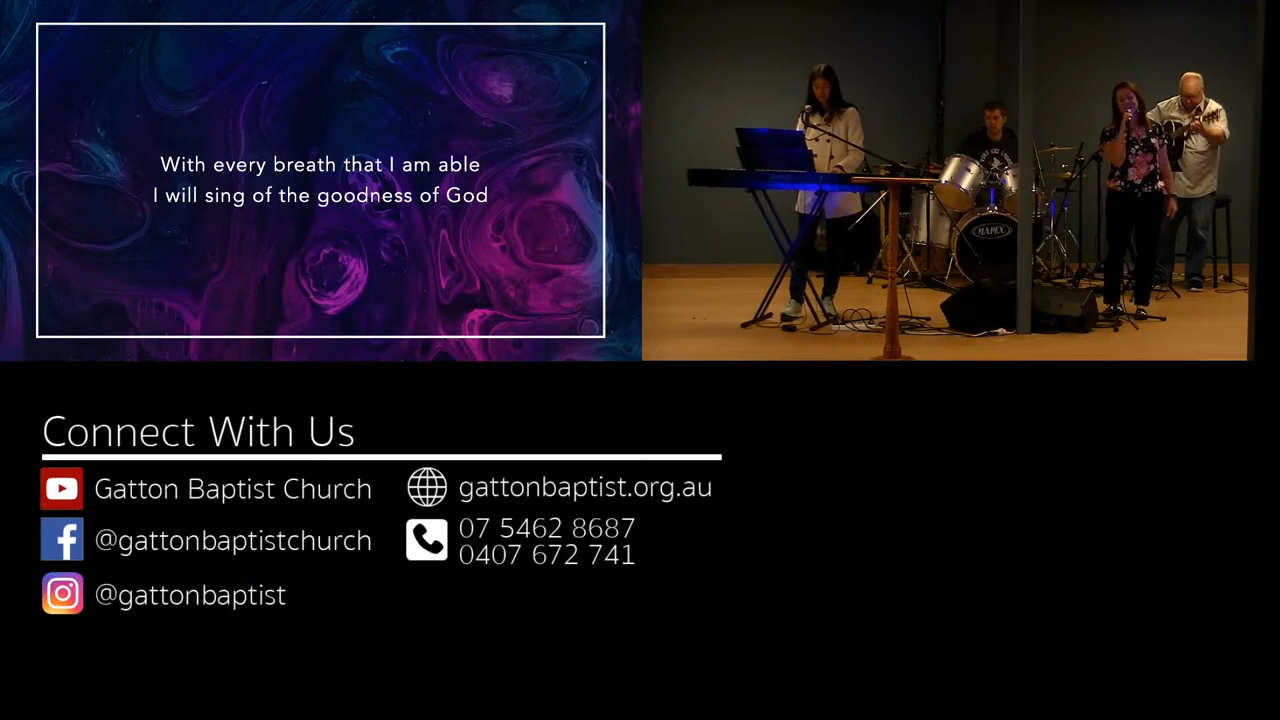 With every breath that I am able
I will sing of the goodness of God
MAPEX
Connect With Us
Gatton Baptist Church
@gattonbaptistchurch
@gattonbaptist
gattonbaptist.org.au
07 5462 8687
0407 672 741